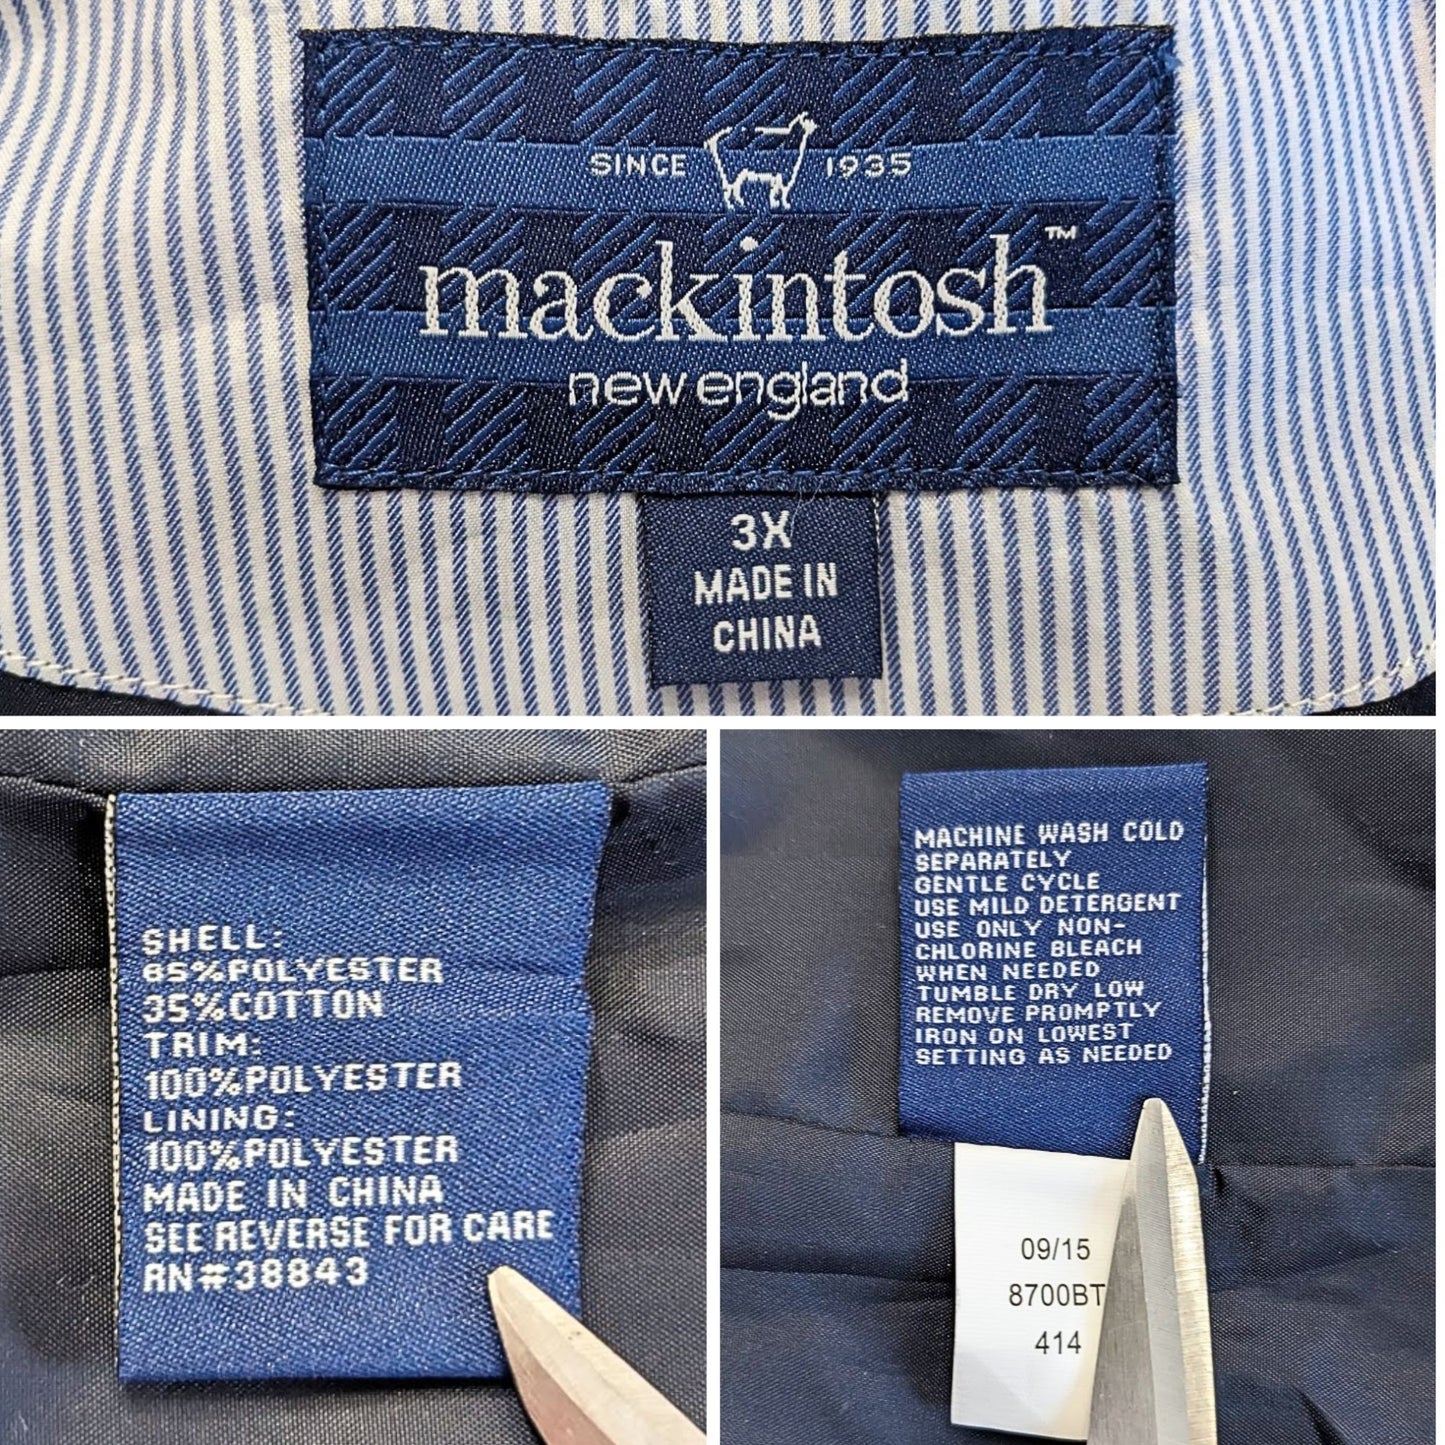 SINCE 1935
mackintosh™
new england
3X
MADE IN
CHINA
SHELL:
65%POLYESTER
35%COTTON
TRIM:
100%POLYESTER
LINING:
100%POLYESTER
MADE IN CHINA
SEE REVERSE FOR CARE
RN#38843
MACHINE WASH COLD
SEPARATELY
GENTLE CYCLE
USE MILD DETERGENT
USE ONLY NON-
CHLORINE BLEACH
WHEN NEEDED
TUMBLE DRY LOW
REMOVE PROMPTLY
IRON ON LOWEST
SETTING AS NEEDED
09/15
8700BT
414